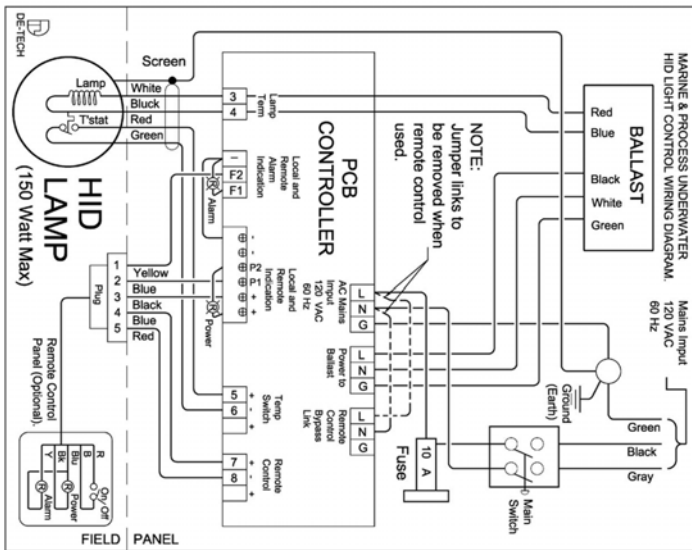 DE-TECH
Screen
Lamp
White
Bluck
Red
Green
T'stat
HID
LAMP
(150 Watt Max)
3
4
Lamp
Term
PCB
CONTROLLER
-
F2
F1
Local and
Remote
Alarm
Indication
R
Alarm
-
-
P2
P1
+
+
Local and
Remote
Indication
R
Power
NOTE:
Jumper links to
be removed when
remote control
used.
AC Mains
Imput
120 VAC
60 Hz
L
N
G
Power to
Ballast
L
N
G
Remote
Control
Bypass
Link
L
N
G
5
6
+
-
+
Temp
Switch
7
8
+
-
+
Remote
Control
1
2
3
4
5
Plug
Yellow
Blue
Black
Blue
Red
Remote Control
Panel (Optional).
R
B
Blu
Bk
Y
On
Off
R
Power
R
Alarm
FIELD
PANEL
BALLAST
Red
Blue
Black
White
Green
MARINE & PROCESS UNDERWATER
HID LIGHT CONTROL WIRING DIAGRAM.
Mains Imput
120 VAC
60 Hz
Ground
(Earth)
Green
Black
Gray
10 A
Fuse
Main
Switch